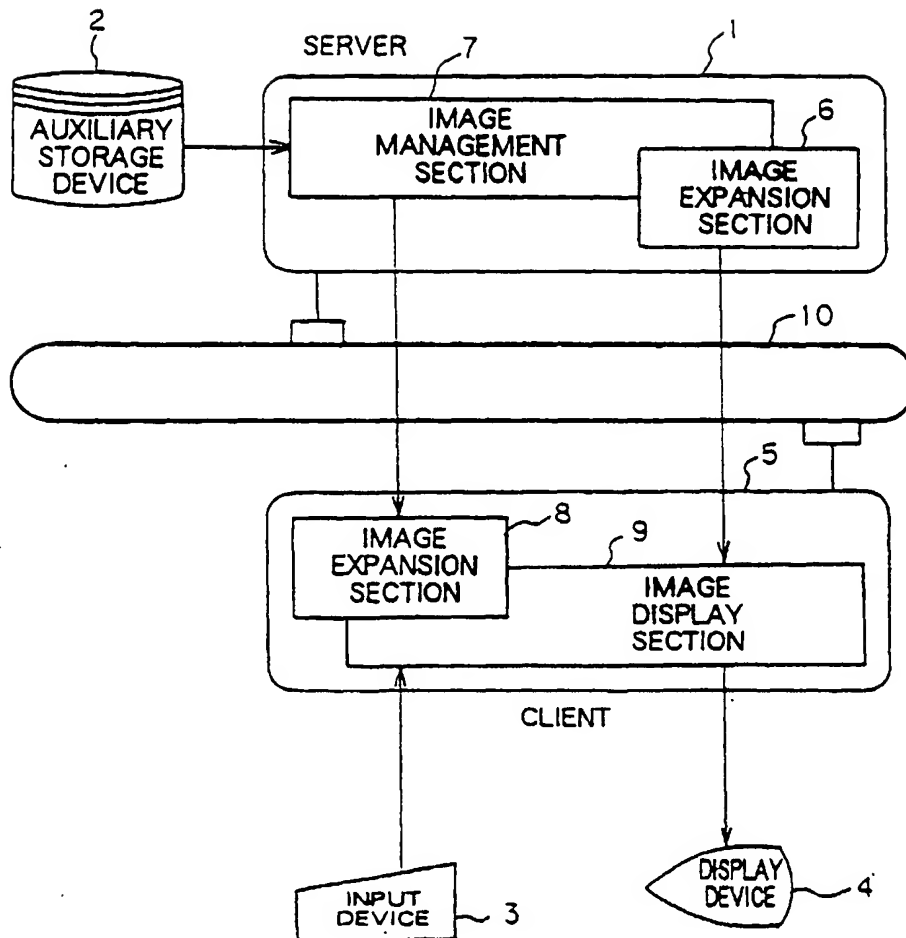 2
SERVER
1
7
AUXILIARY
STORAGE
DEVICE
IMAGE
MANAGEMENT
SECTION
6
IMAGE
EXPANSION
SECTION
10
5
8
IMAGE
EXPANSION
SECTION
9
IMAGE
DISPLAY
SECTION
CLIENT
INPUT
DEVICE
3
DISPLAY
DEVICE
4